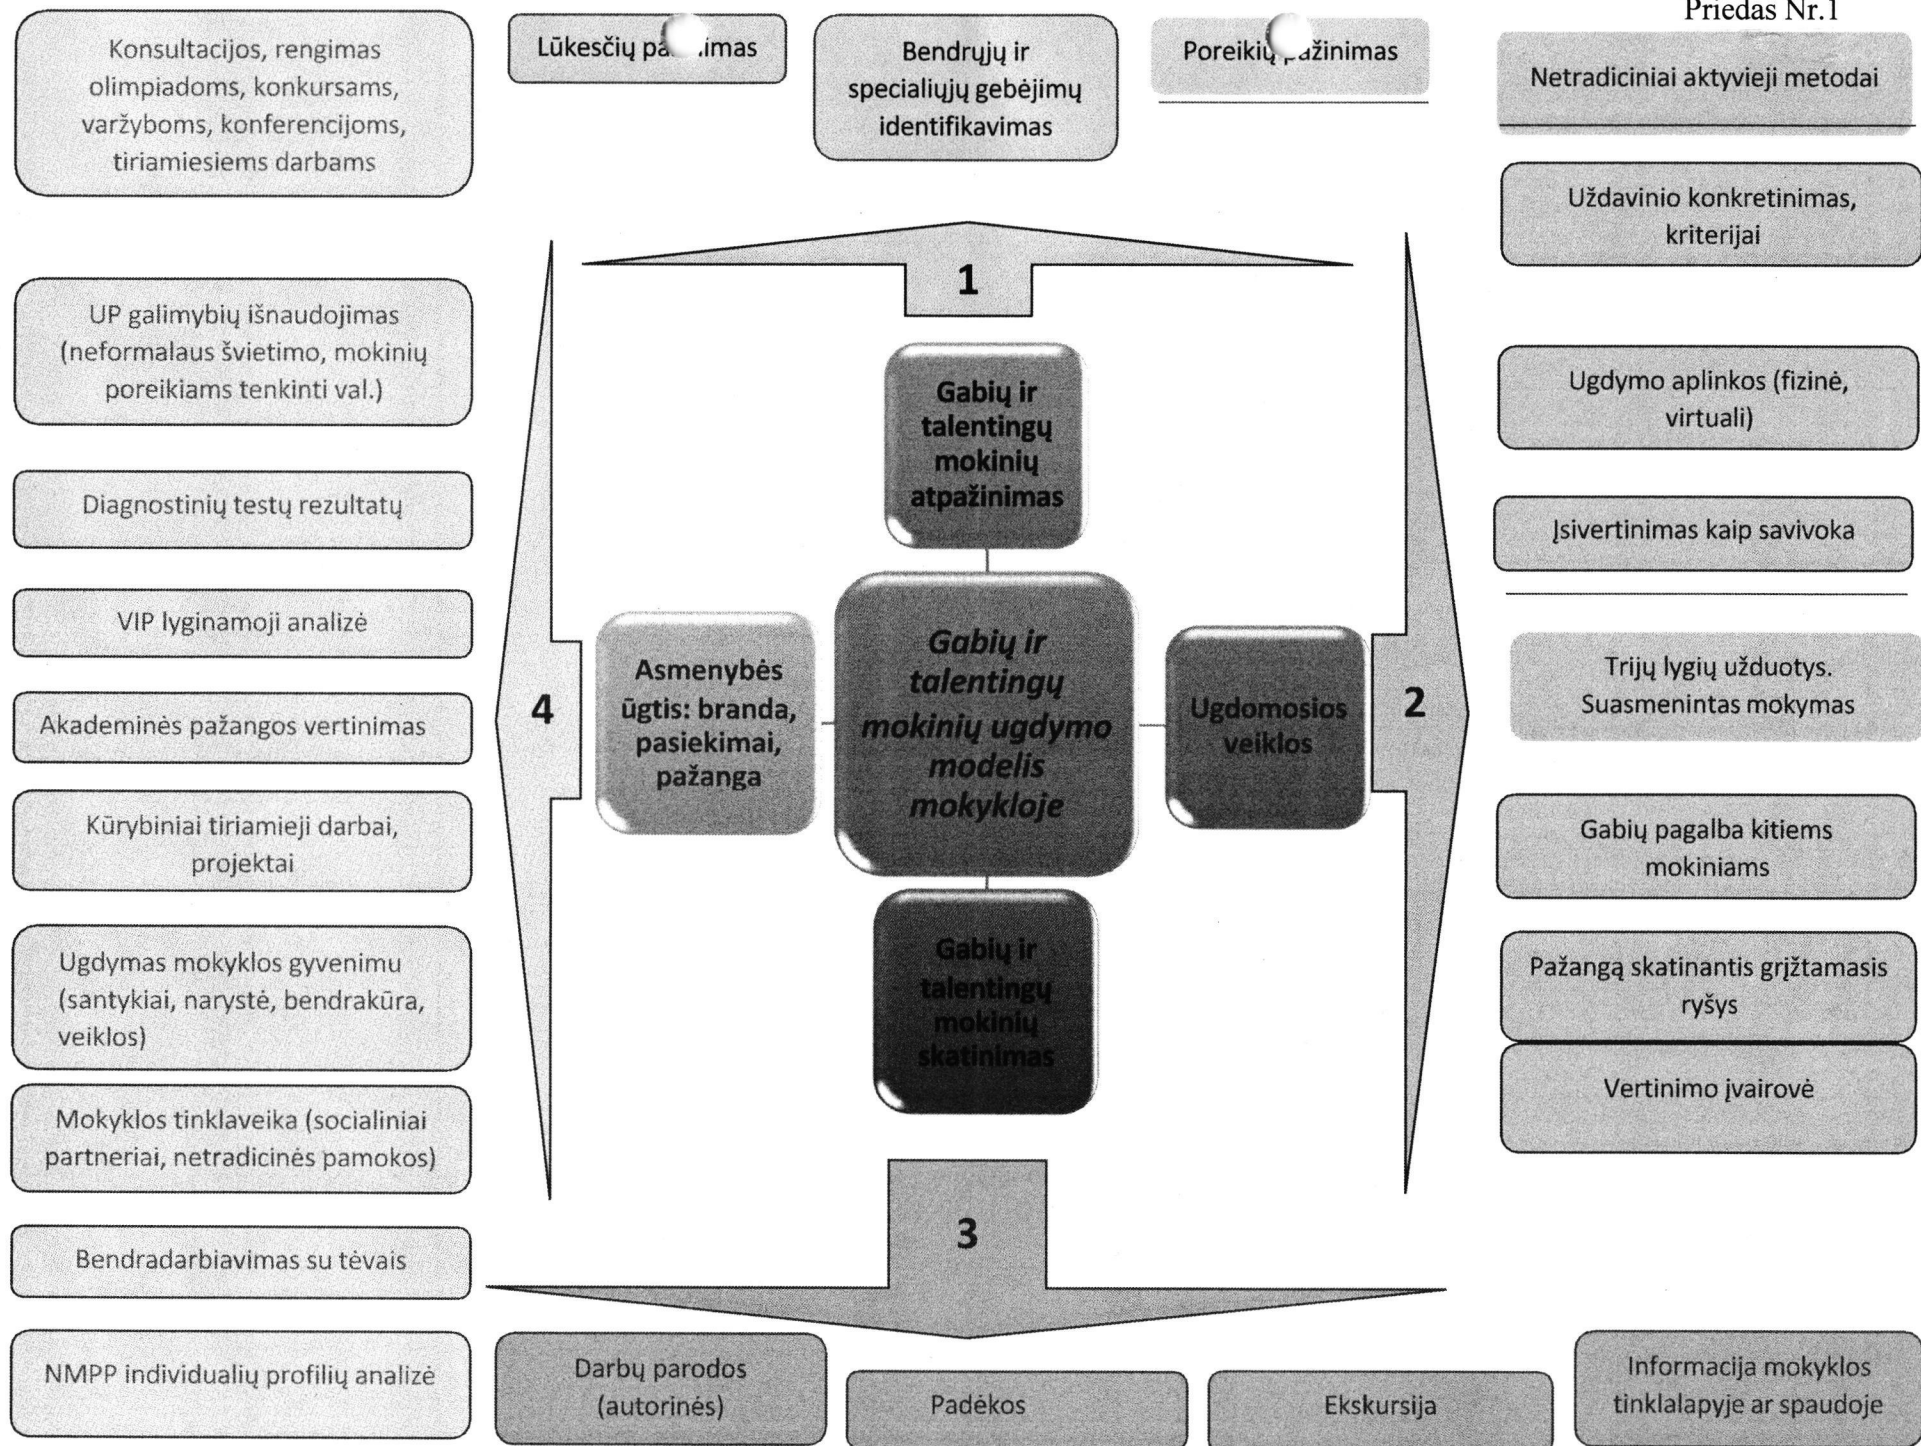 Priedas Nr.1
Konsultacijos, rengimas
olimpiadoms, konkursams,
varžyboms, konferencijoms,
tiriamiesiems darbams
Lūkesčių
Bendrųjų ir
specialiųjų gebėjimų
identifikavimas
Poreikių
Netradiciniai aktyvieji metodai
Uždavinio konkretinimas,
kriterijai
Ugdymo aplinkos (fizinė,
virtuali)
Įsivertinimas kaip savivoka
Trijų lygių užduotys.
Suasmenintas mokymas
Gabių pagalba kitiems
mokiniams
Pažangą skatinantis grįžtamasis
ryšys
Vertinimo įvairovė
UP galimybių išnaudojimas
(neformalaus švietimo, mokinių
poreikiams tenkinti val.)
Diagnostinių testų rezultatų
VIP lyginamoji analizė
Akademinės pažangos vertinimas
Kūrybiniai tiriamieji darbai,
projektai
Ugdymas mokyklos gyvenimu
(santykiai, narystė, bendrakūra,
veiklos)
Mokyklos tinklaveika (socialiniai
partneriai, netradicinės pamokos)
Bendradarbiavimas su tėvais
NMPP individualių profilių analizė
1
Gabių ir
talentingų
mokinių
atpažinimas
4
Asmenybės
ūgtis: branda,
pasiekimai,
pažanga
Gabių ir
talentingų
mokinių ugdymo
modelis
mokykloje
Ugdomosios
veiklos
2
Gabių ir
talentingų
mokinių
skatinimas
3
Darbų parodos
(autorinės)
Padėkos
Ekskursija
Informacija mokyklos
tinklalapyje ar spaudoje